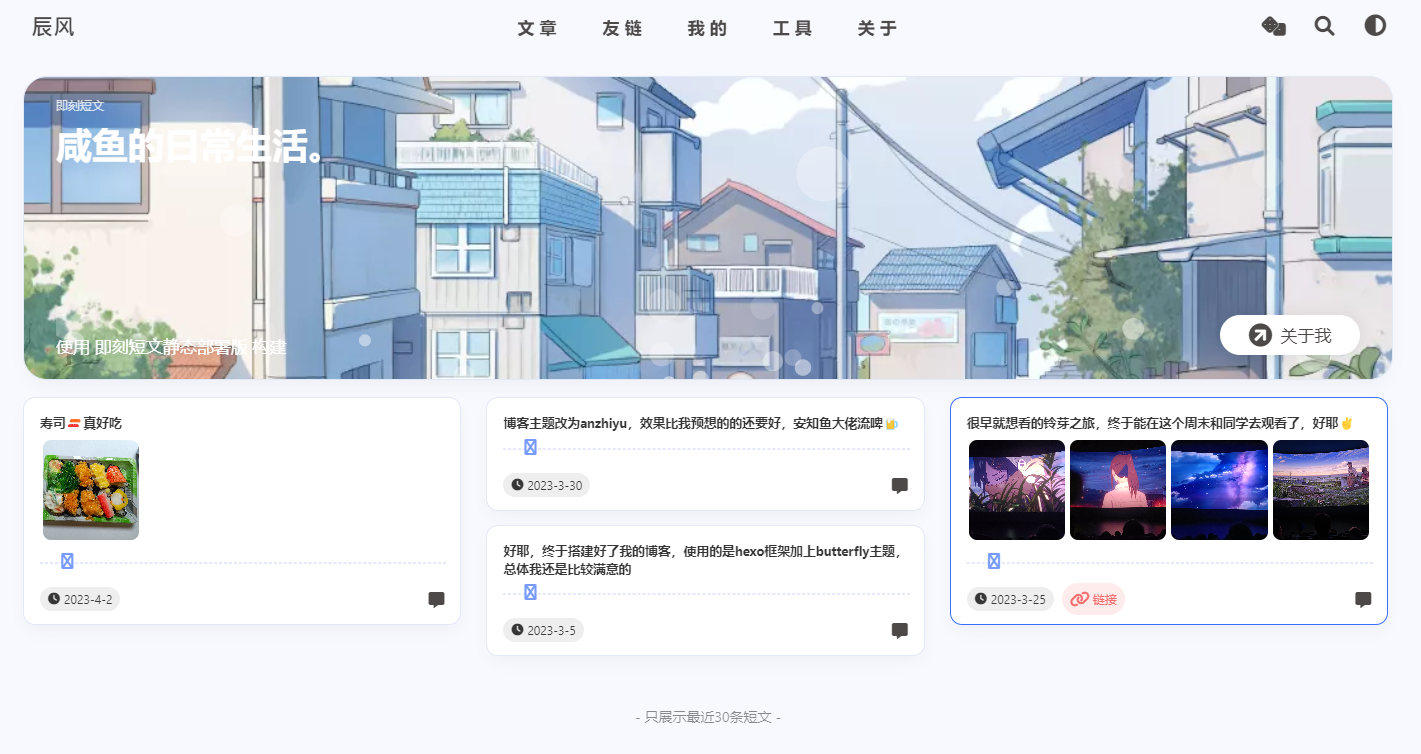 辰风
文章 友链 我的 工具 关于
即刻短文
咸鱼的日常生活。
使用 即刻短文静态部署版 构建
关于我
寿司🍣真好吃
2023-4-2
博客主题改为anzhiyu，效果比我预想的的还要好，安知鱼大佬流啤🍺
2023-3-30
好耶，终于搭建好了我的博客，使用的是hexo框架加上butterfly主题，
总体我还是比较满意的
2023-3-5
很早就想看的铃芽之旅，终于能在这个周末和同学去观看了，好耶✌
2023-3-25 链接
- 只展示最近30条短文 -